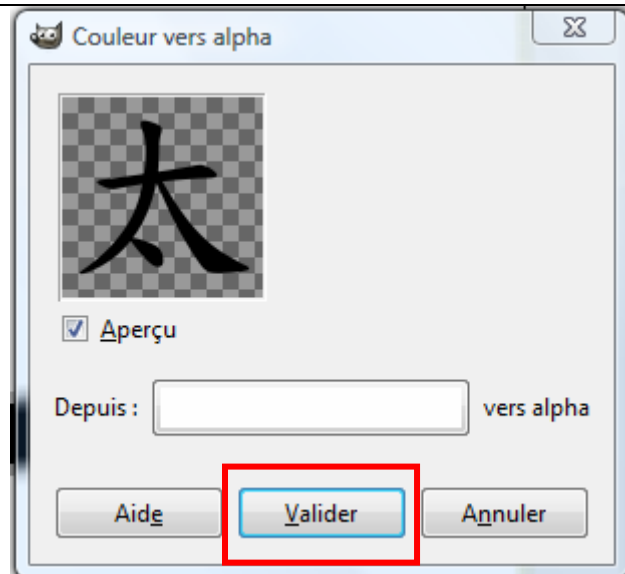 Couleur vers alpha
太
Aperçu
Depuis : vers alpha
Aide Valider Annuler